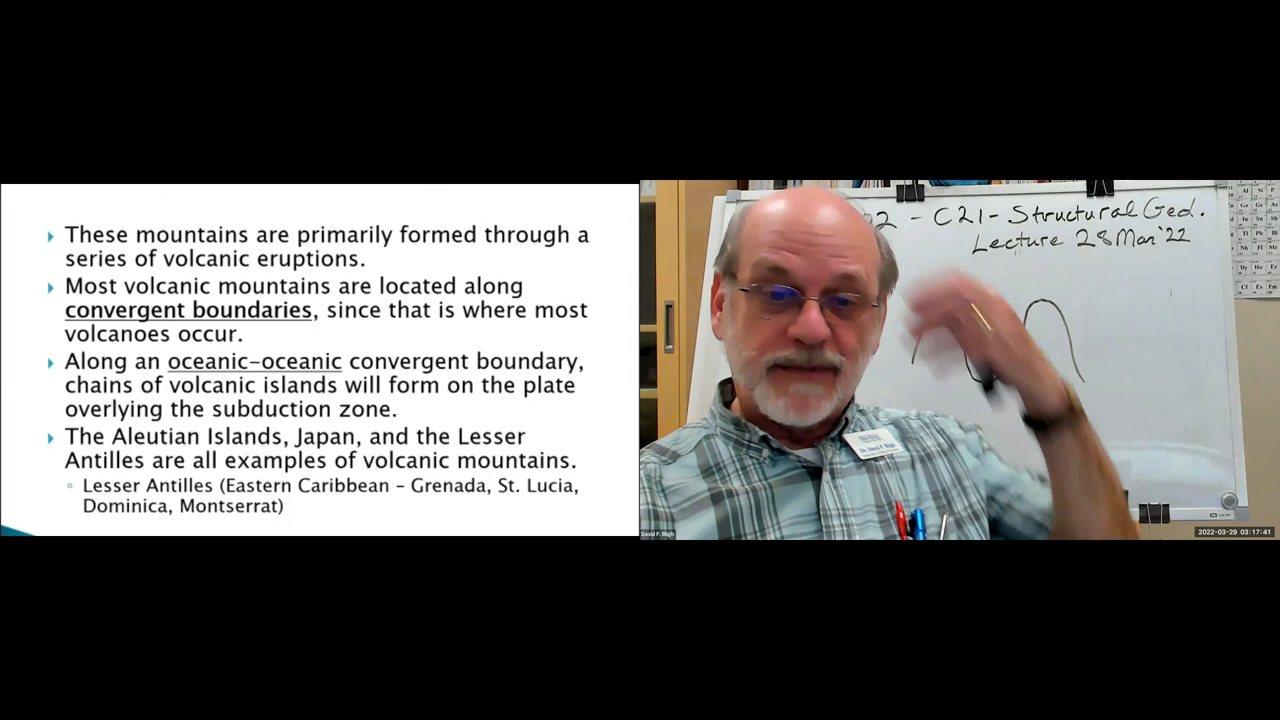 These mountains are primarily formed through a
series of volcanic eruptions.
Most volcanic mountains are located along
convergent boundaries, since that is where most
volcanoes occur.
Along an oceanic-oceanic convergent boundary,
chains of volcanic islands will form on the plate
overlying the subduction zone.
The Aleutian Islands, Japan, and the Lesser
Antilles are all examples of volcanic mountains.
Lesser Antilles (Eastern Caribbean – Grenada, St. Lucia,
Dominica, Montserrat)
2 - C21 - Structural Geol.
Lecture 28 Mar '22
David P. Bligh
2022-03-29 03:17:41